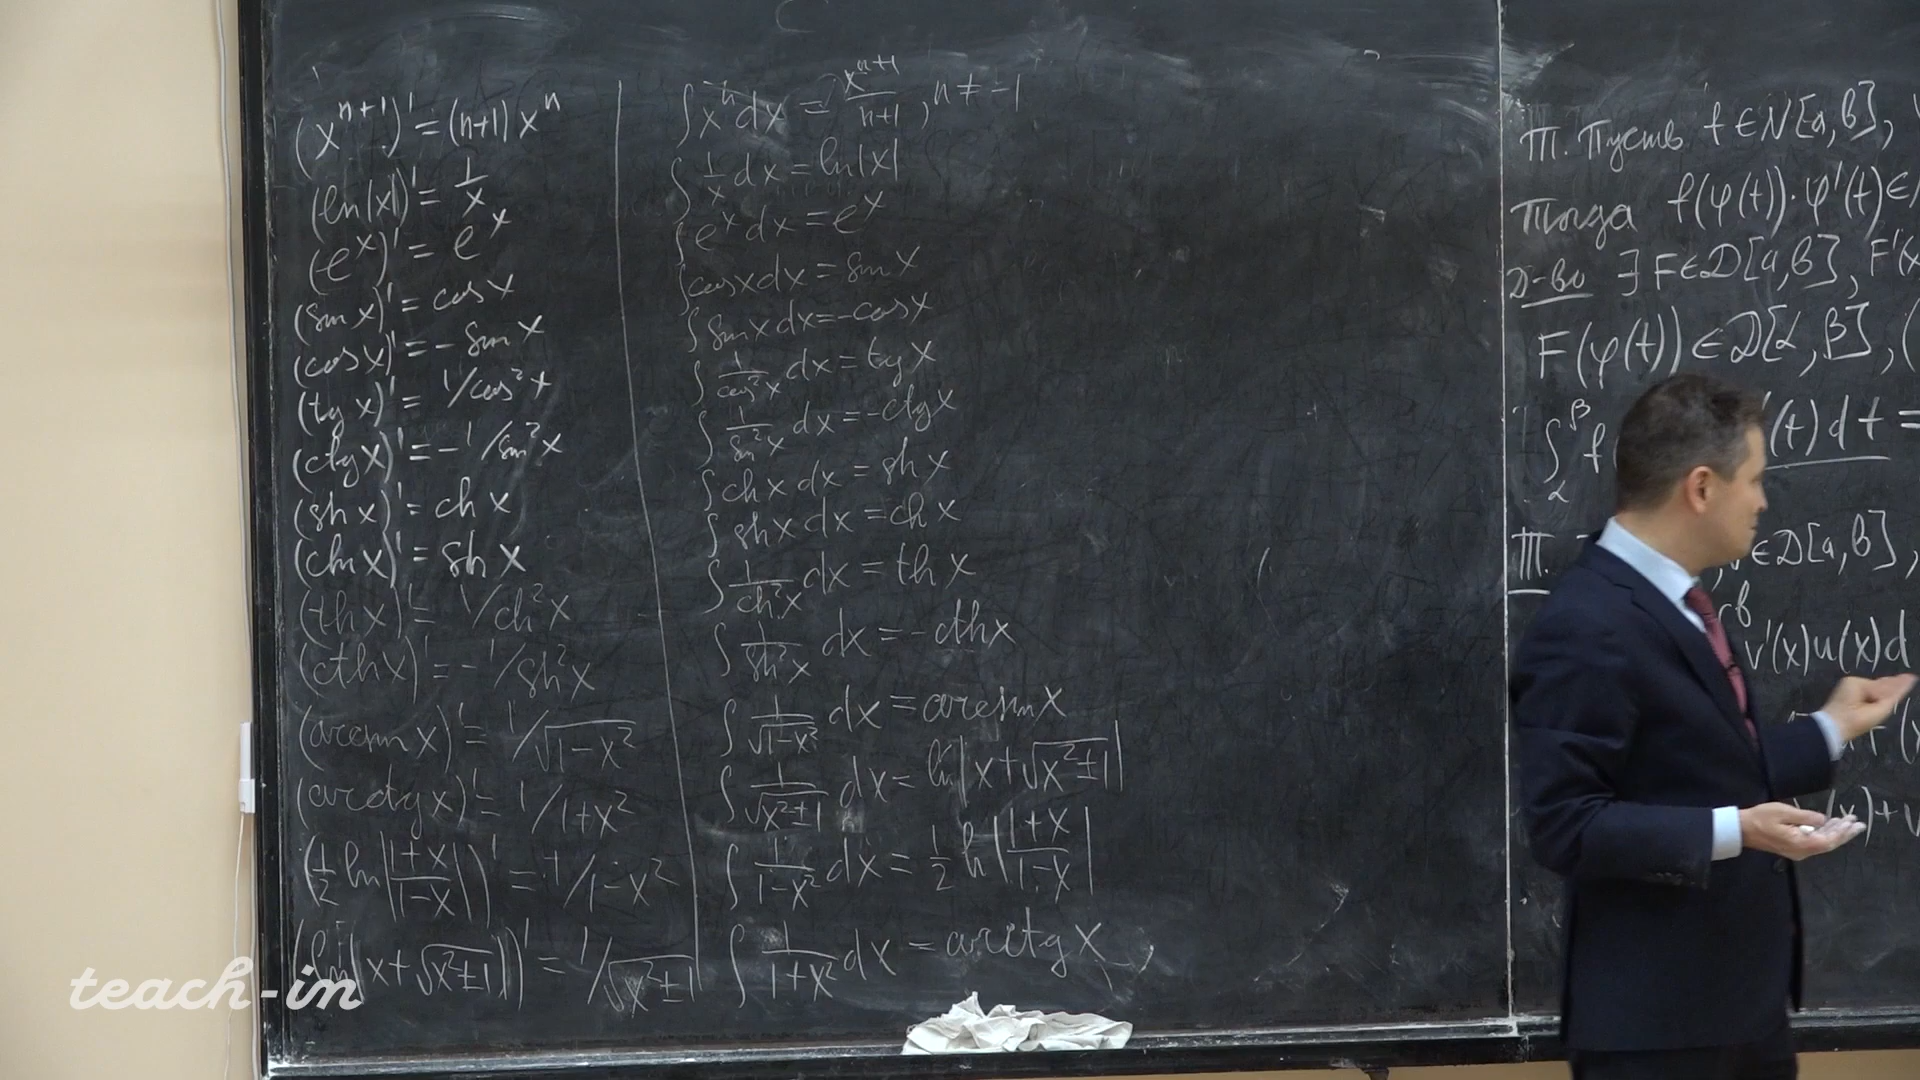 (x^{n+1})' = (n+1) x^n
(ln|x|)' = 1/x
(e^x)' = e^x
(sin x)' = cos x
(cos x)' = - sin x
(tg x)' = 1/cos²x
(ctg x)' = - 1/sin²x
(sh x)' = ch x
(ch x)' = sh x
(th x)' = 1/ch²x
(cth x)' = - 1/sh²x
(arcsin x)' = 1/√(1-x²)
(arctg x)' = 1/1+x²
(1/2 ln|(1+x)/(1-x)|)' = 1/1-x²
(ln|x+√(x²±1)|)' = 1/√(x²±1)
∫ x^n dx = x^{n+1}/(n+1), n ≠ -1
∫ 1/x dx = ln|x|
∫ e^x dx = e^x
∫ cos x dx = sin x
∫ sin x dx = - cos x
∫ 1/cos²x dx = tg x
∫ 1/sin²x dx = - ctg x
∫ ch x dx = sh x
∫ sh x dx = ch x
∫ 1/ch²x dx = th x
∫ 1/sh²x dx = - cth x
∫ 1/√(1-x²) dx = arcsin x
∫ 1/√(x²±1) dx = ln|x+√(x²±1)|
∫ 1/(1-x²) dx = 1/2 ln|(1+x)/(1-x)|
∫ 1/(1+x²) dx = arctg x,
Т. Пусть f ∈ N[a,b],
Тогда f(φ(t))·φ'(t) ∈
Д-во ∃ F ∈ D[a,b], F'(x
F(φ(t)) ∈ D[α,β], (
∫_α^β f (t) dt =
Т. v ∈ D[a,b],
v'(x)u(x)d
(x)+v
teach-in